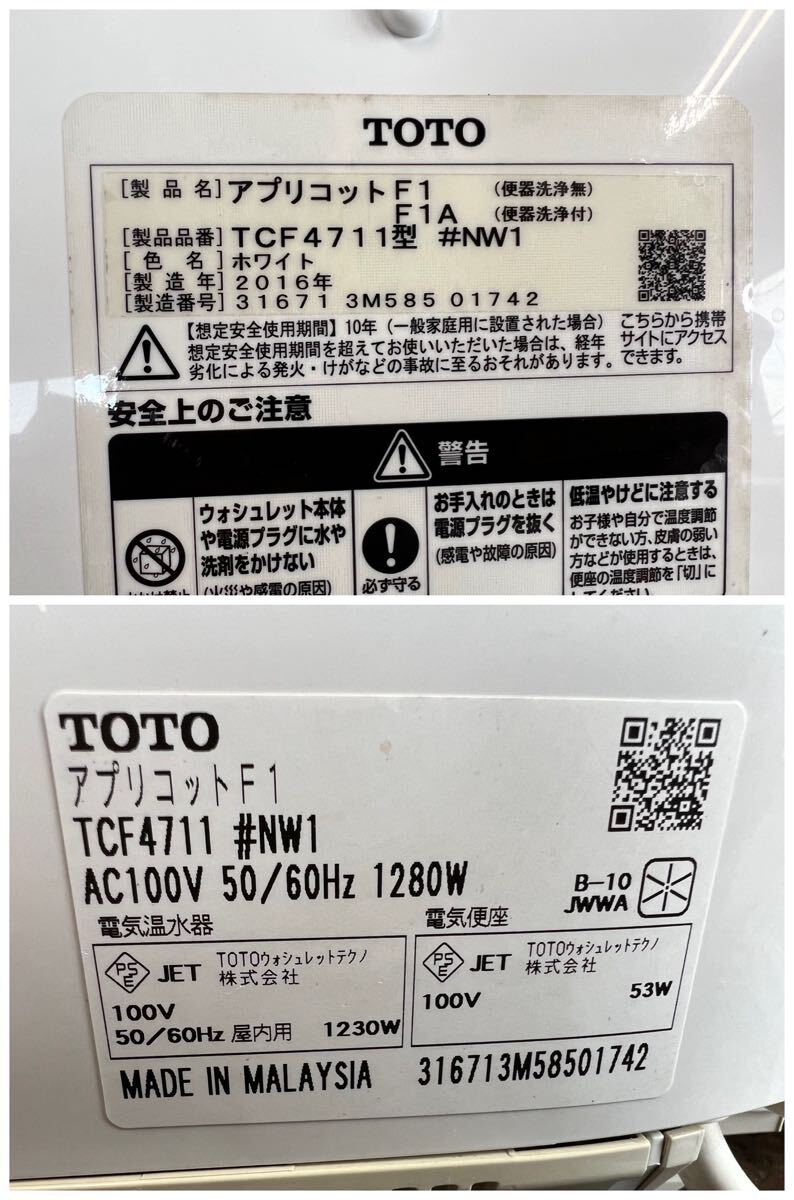 TOTO
[製品名] アプリコットF1 (便器洗浄無)
F1A (便器洗浄付)
[製品品番] TCF4711型 #NW1
[色名] ホワイト
[製造年] 2016年
[製造番号] 31671 3M585 01742
【想定安全使用期間】10年（一般家庭用に設置された場合）
想定安全使用期間を超えてお使いいただいた場合は、経年
劣化による発火・けがなどの事故に至るおそれがあります。
こちらから携帯
サイトにアクセス
できます。
安全上のご注意
警告
ウォシュレット本体
や電源プラグに水や
洗剤をかけない
(火災や感電の原因)
必ず守る
お手入れのときは
電源プラグを抜く
(感電や故障の原因)
低温やけどに注意する
お子様や自分で温度調節
ができない方、皮膚の弱い
方などが使用するときは、
便座の温度調節を「切」に
してください
TOTO
アプリコットF1
TCF4711 #NW1
AC100V 50/60Hz 1280W
B-10
JWWA
電気温水器
PSE JET TOTOウォシュレットテクノ
株式会社
100V
50/60Hz 屋内用 1230W
電気便座
PSE JET TOTOウォシュレットテクノ
株式会社
100V 53W
MADE IN MALAYSIA 316713M58501742